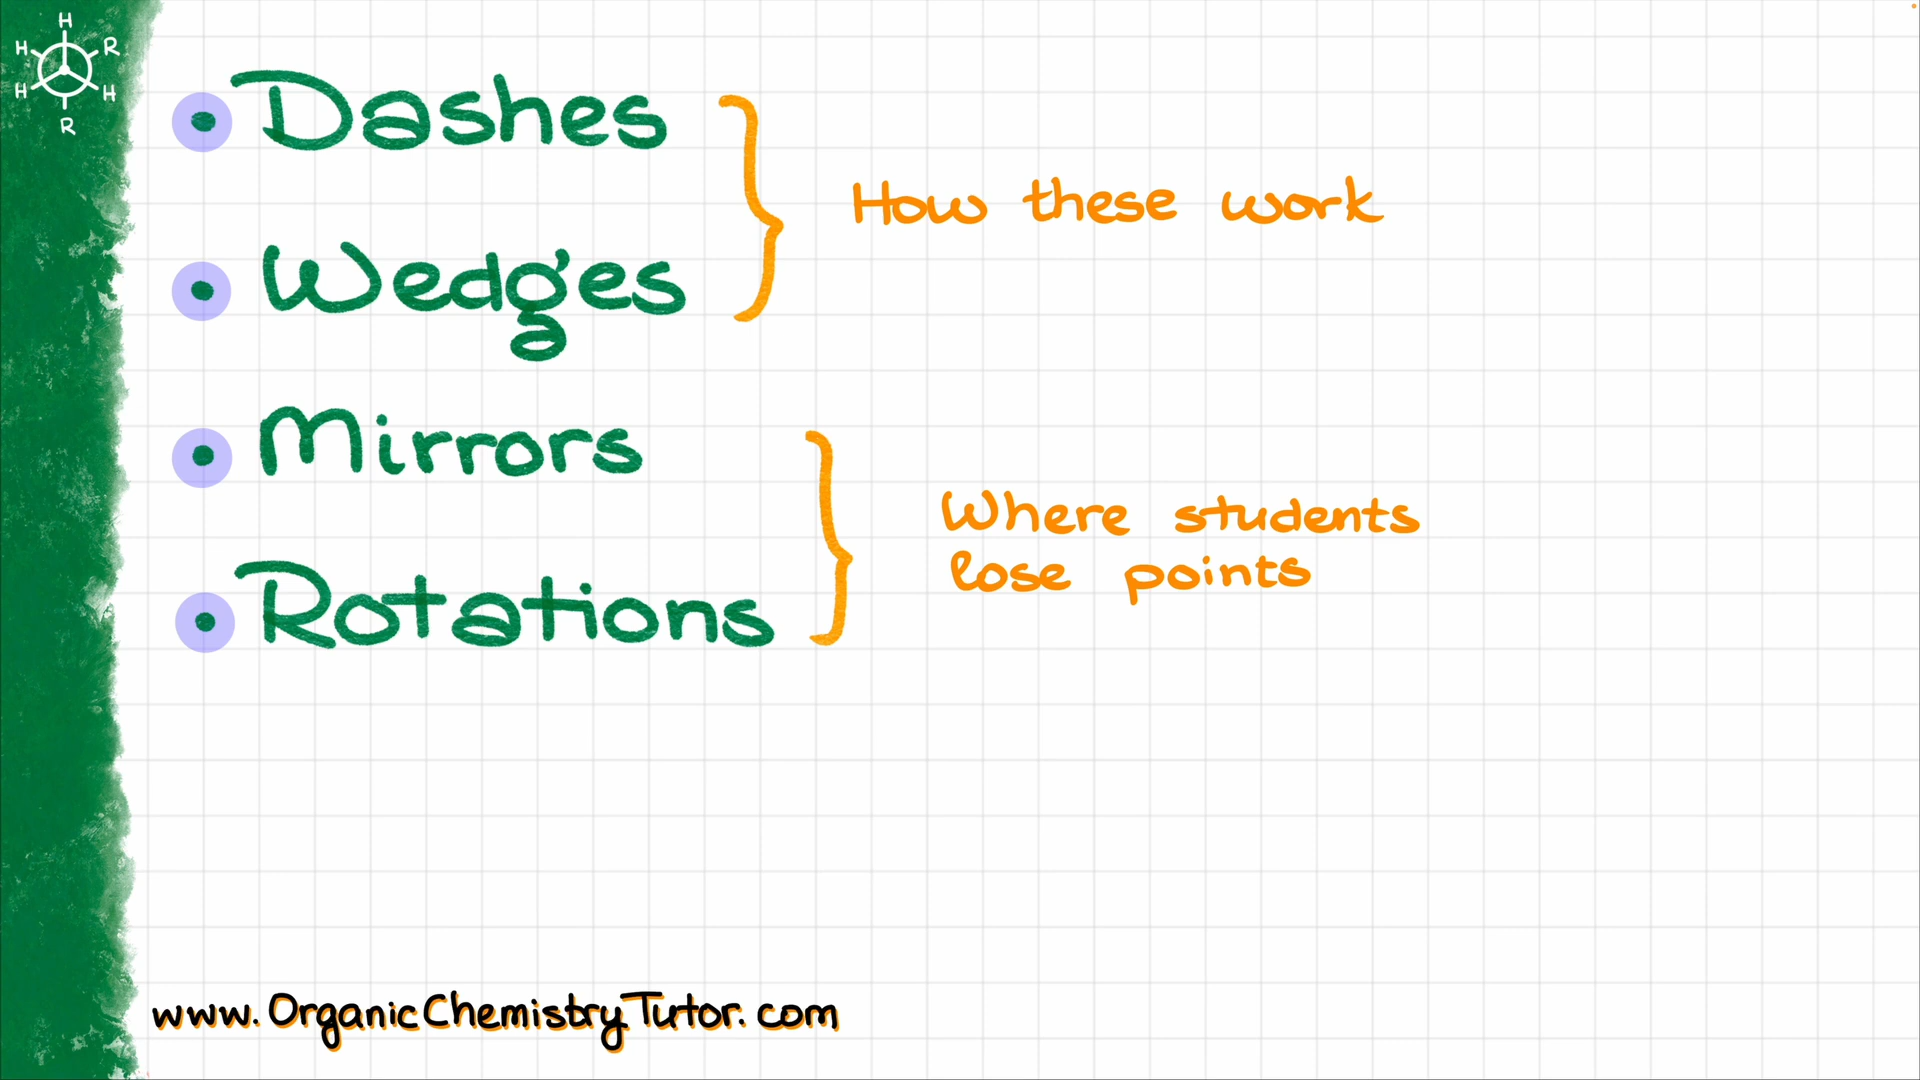 H
H R
H H
R
• Dashes
• Wedges
How these work
• Mirrors
• Rotations
Where students
lose points
www.OrganicChemistryTutor.com